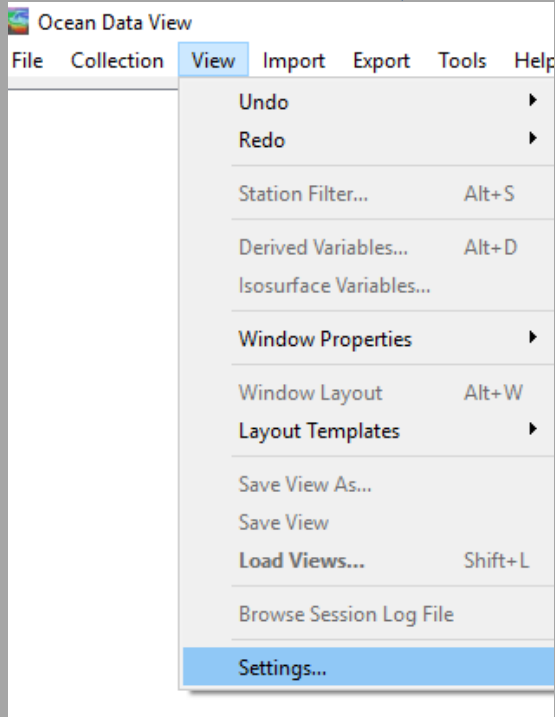 Ocean Data View
File Collection View Import Export Tools Help
Undo
Redo
Station Filter... Alt+S
Derived Variables... Alt+D
Isosurface Variables...
Window Properties
Window Layout Alt+W
Layout Templates
Save View As...
Save View
Load Views... Shift+L
Browse Session Log File
Settings...